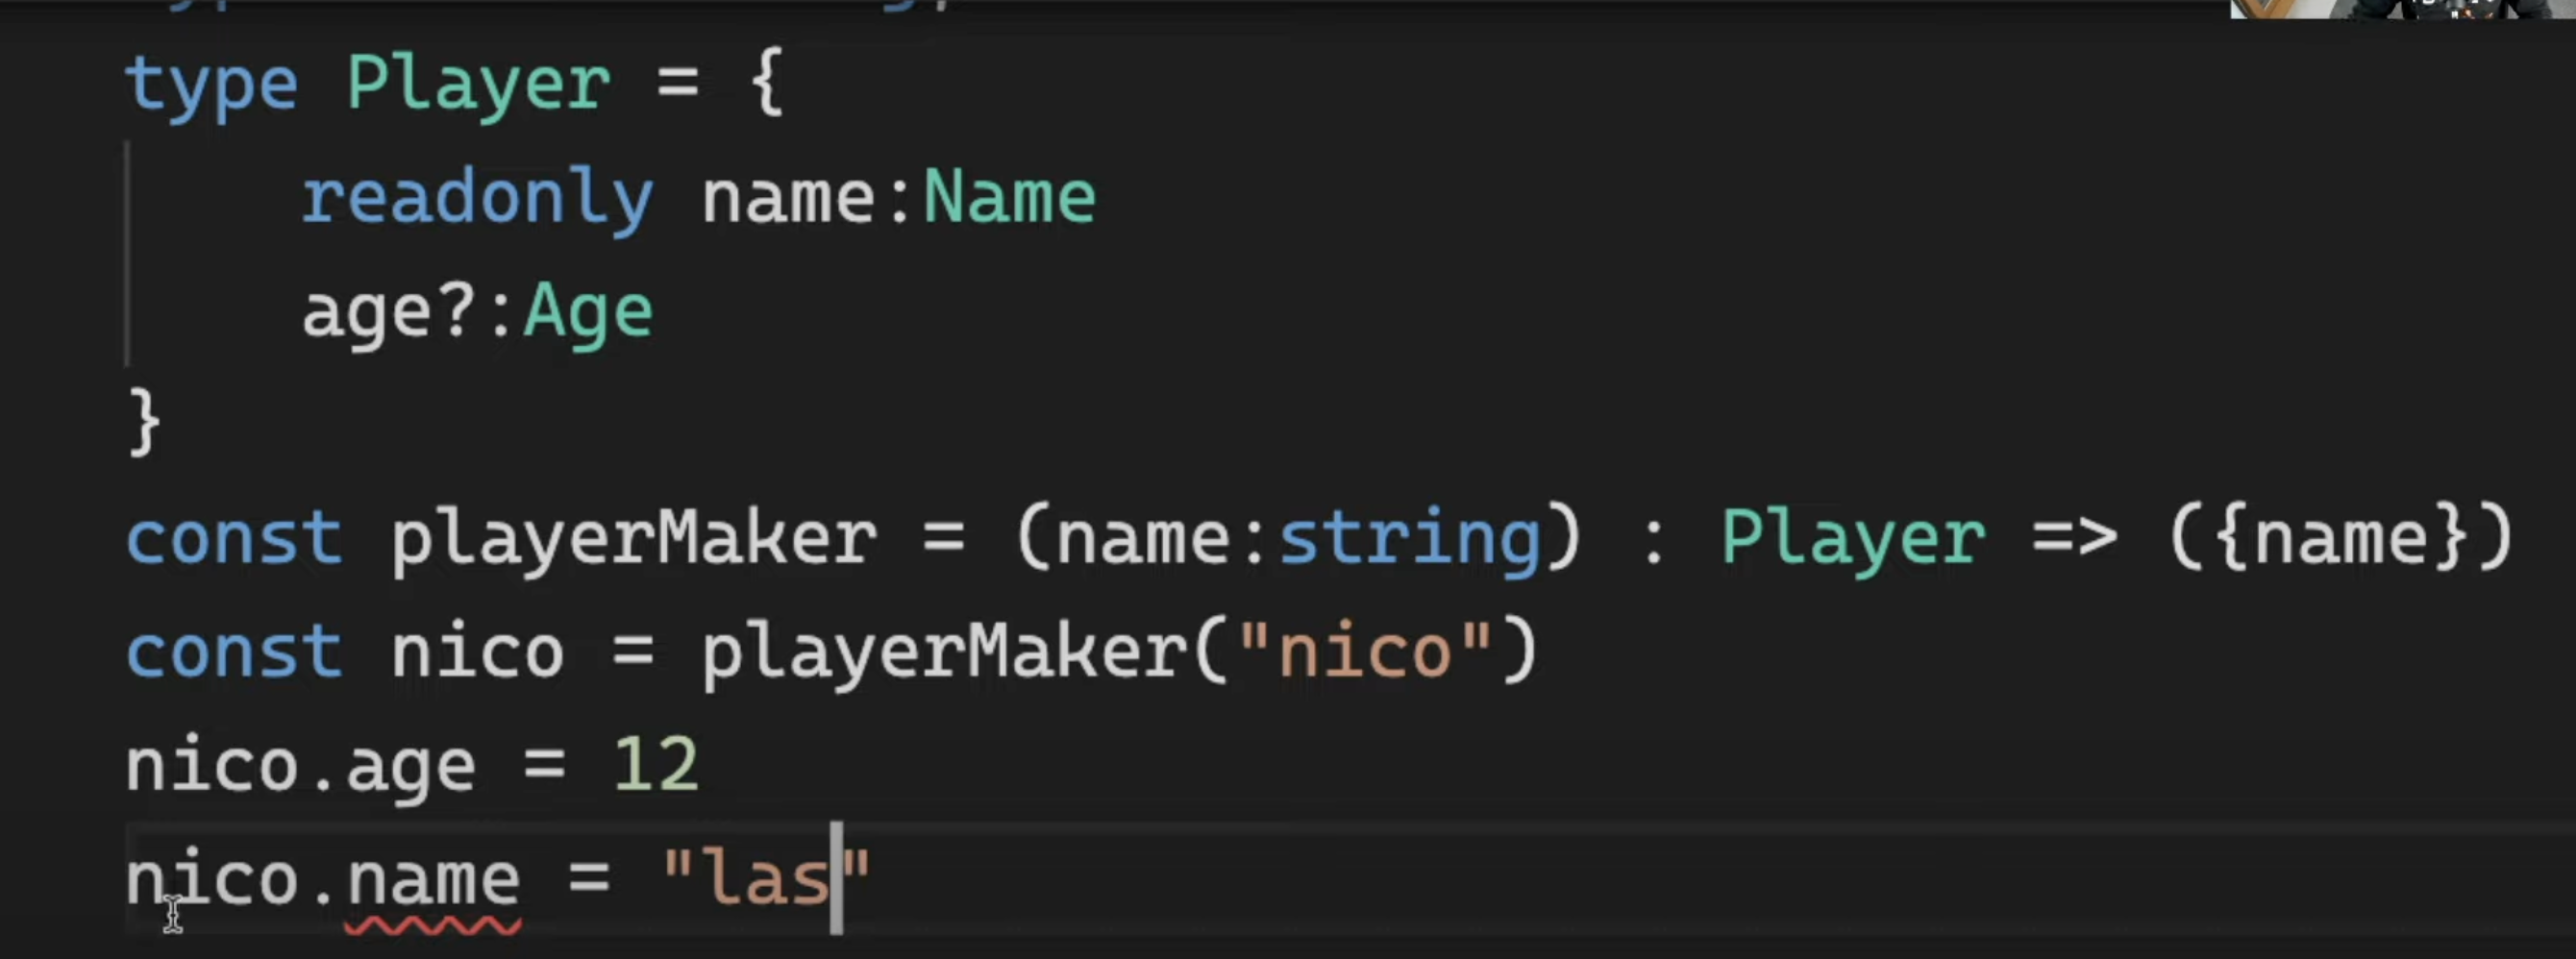 type Player = {
readonly name:Name
age?:Age
}
const playerMaker = (name:string) : Player => ({name})
const nico = playerMaker("nico")
nico.age = 12
nico.name = "las"